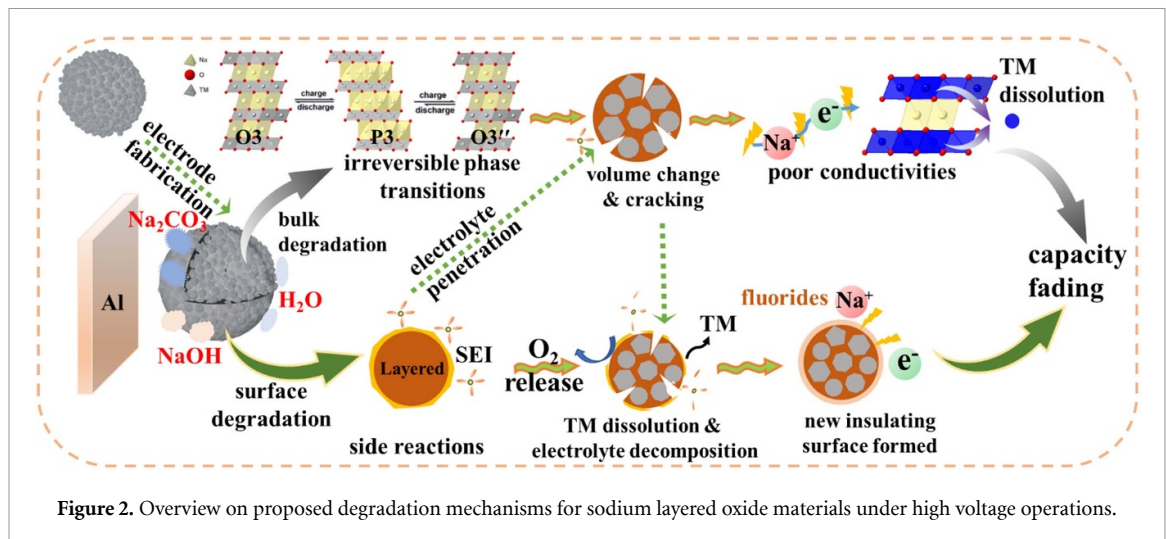 Na
O
TM
O3
charge
discharge
P3
charge
discharge
O3′′
irreversible phase
transitions
volume change
& cracking
Na⁺
e⁻
poor conductivities
TM
dissolution
electrode
fabrication
Al
Na₂CO₃
H₂O
NaOH
bulk
degradation
surface
degradation
electrolyte
penetration
Layered
SEI
side reactions
O₂
release
TM
TM dissolution &
electrolyte decomposition
fluorides
Na⁺
e⁻
new insulating
surface formed
capacity
fading
Figure 2. Overview on proposed degradation mechanisms for sodium layered oxide materials under high voltage operations.